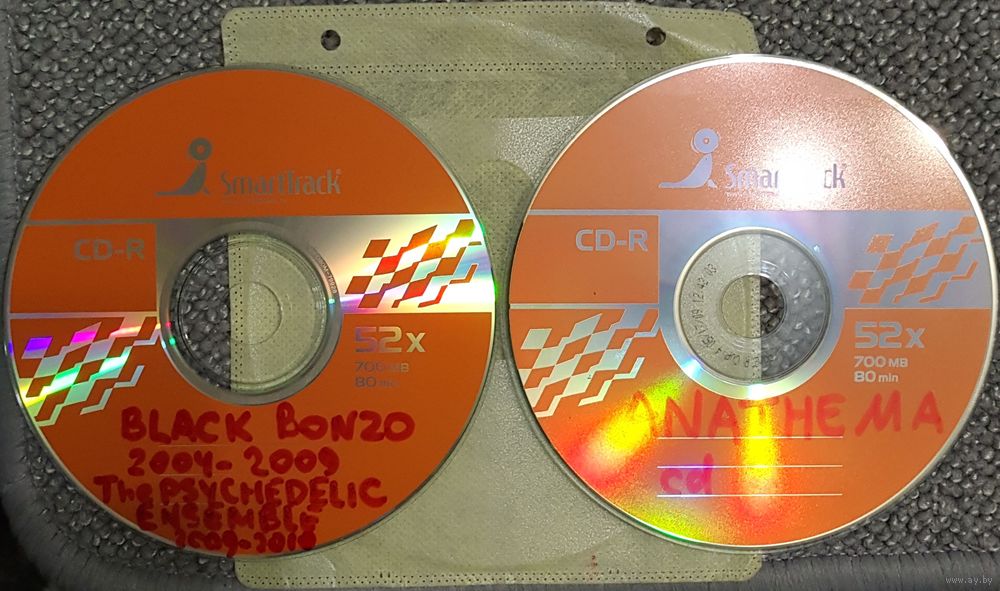 SmartTrack
CD-R
52x
700 MB
80 min
BLACK BONZO
2004-2009
The PSYCHEDELIC
ENSEMBLE
2009-2010
SmartTrack
CD-R
52x
700 MB
80 min
ANATHEMA
cd
www.ay.by